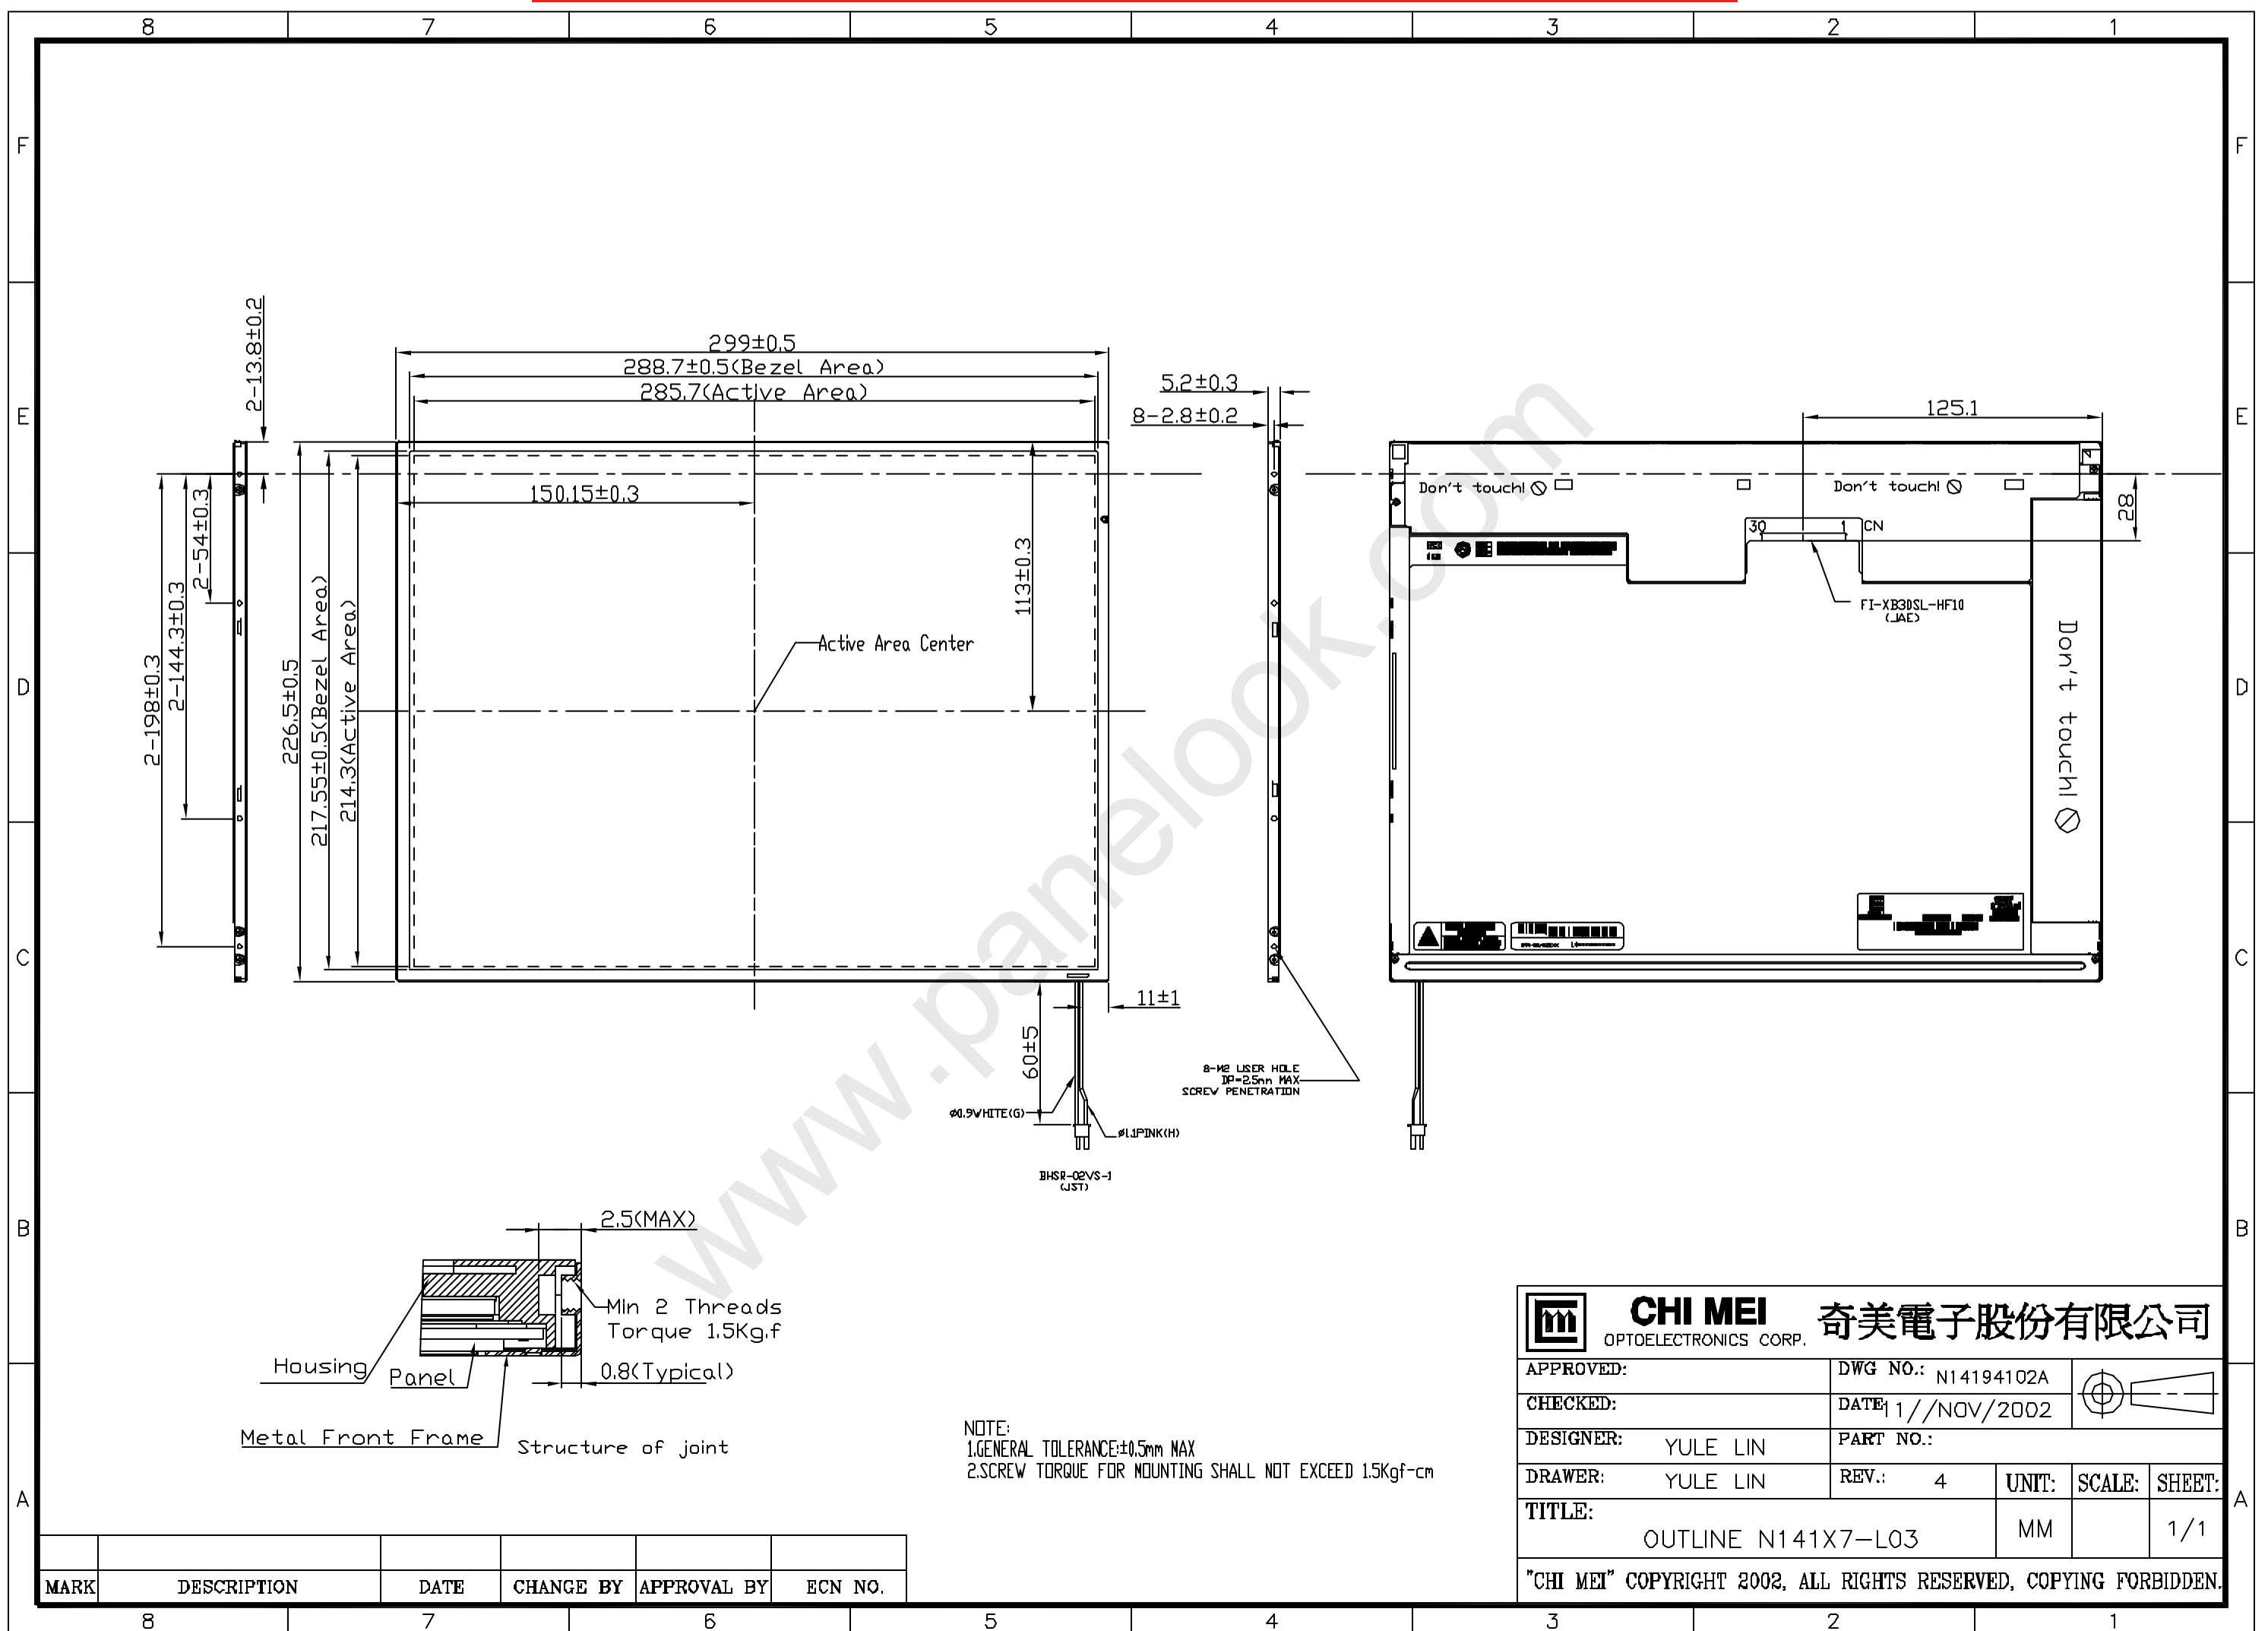 8 7 6 5 4 3 2 1
F
E
D
C
B
A
F
E
D
C
B
A
2-13.8±0.2
2-54±0.3
2-144.3±0.3
2-198±0.3
299±0.5
288.7±0.5(Bezel Area)
285.7(Active Area)
150.15±0.3
226.5±0.5
217.55±0.5(Bezel Area)
214.3(Active Area)
113±0.3
Active Area Center
11±1
60±5
ø0.9WHITE(G)
ø1.1PINK(H)
BHSR-02VS-1
(JST)
5.2±0.3
8-2.8±0.2
8-M2 USER HOLE
DP=2.5mm MAX
SCREW PENETRATION
125.1
28
Don't touch!
Don't touch!
30 1 CN
FI-XB30SL-HF10
(JAE)
Don't touch!
www.panelook.com
2.5(MAX)
Min 2 Threads
Torque 1.5Kg.f
0.8(Typical)
Housing
Panel
Metal Front Frame
Structure of joint
NOTE:
1.GENERAL TOLERANCE:±0.5mm MAX
2.SCREW TORQUE FOR MOUNTING SHALL NOT EXCEED 1.5Kgf-cm
CHI MEI
OPTOELECTRONICS CORP.
奇美電子股份有限公司
APPROVED:
DWG NO.: N14194102A
CHECKED:
DATE: 11//NOV/2002
DESIGNER: YULE LIN
PART NO.:
DRAWER: YULE LIN
REV.: 4
UNIT: SCALE: SHEET:
TITLE:
OUTLINE N141X7-L03
MM 1/1
"CHI MEI" COPYRIGHT 2002, ALL RIGHTS RESERVED, COPYING FORBIDDEN.
MARK DESCRIPTION DATE CHANGE BY APPROVAL BY ECN NO.
8 7 6 5 4 3 2 1